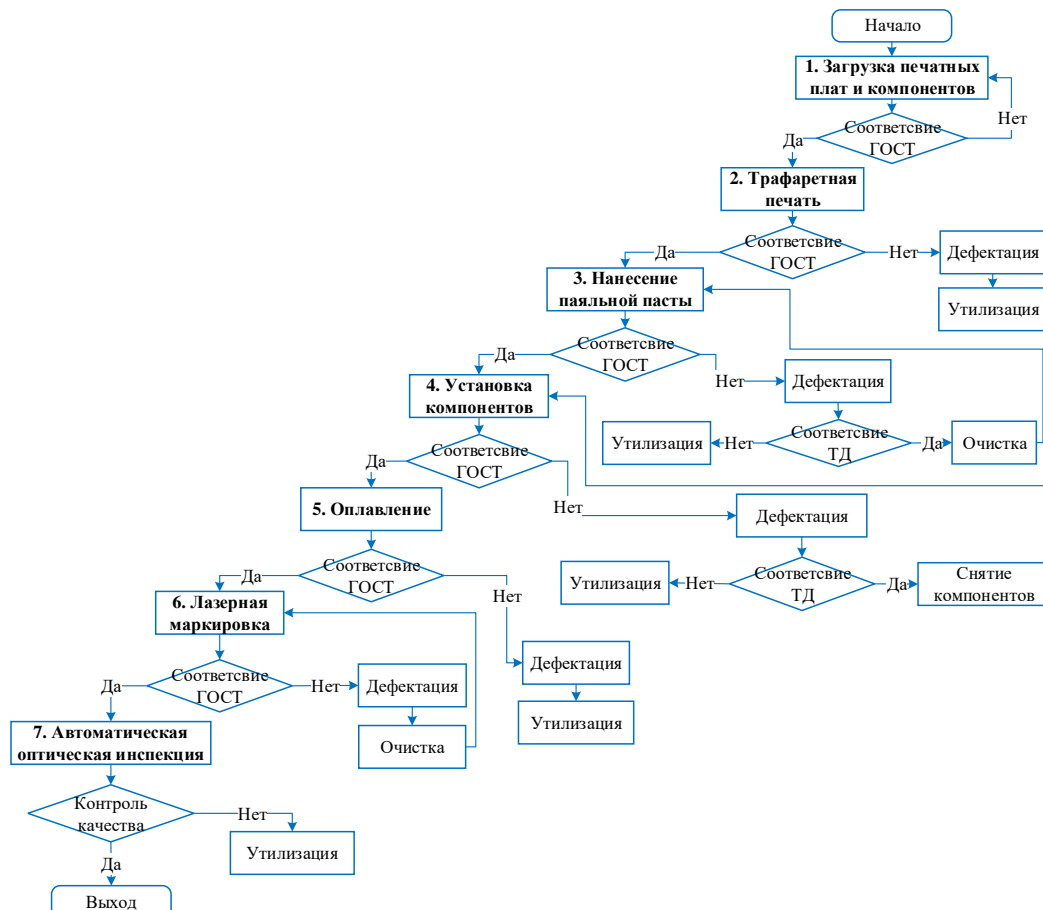 Начало
1. Загрузка печатных
плат и компонентов
Нет
Соответсвие
ГОСТ
Да
2. Трафаретная
печать
Соответсвие
ГОСТ
Да
Нет
Дефектация
Утилизация
3. Нанесение
паяльной пасты
Соответсвие
ГОСТ
Да
Нет
Дефектация
4. Установка
компонентов
Утилизация
Нет
Соответсвие
ТД
Да
Очистка
Соответсвие
ГОСТ
Да
Нет
Дефектация
5. Оплавление
Соответсвие
ГОСТ
Да
Нет
Утилизация
Нет
Соответсвие
ТД
Да
Снятие
компонентов
6. Лазерная
маркировка
Дефектация
Утилизация
Соответсвие
ГОСТ
Да
Нет
Дефектация
Очистка
7. Автоматическая
оптическая инспекция
Контроль
качества
Нет
Утилизация
Да
Выход